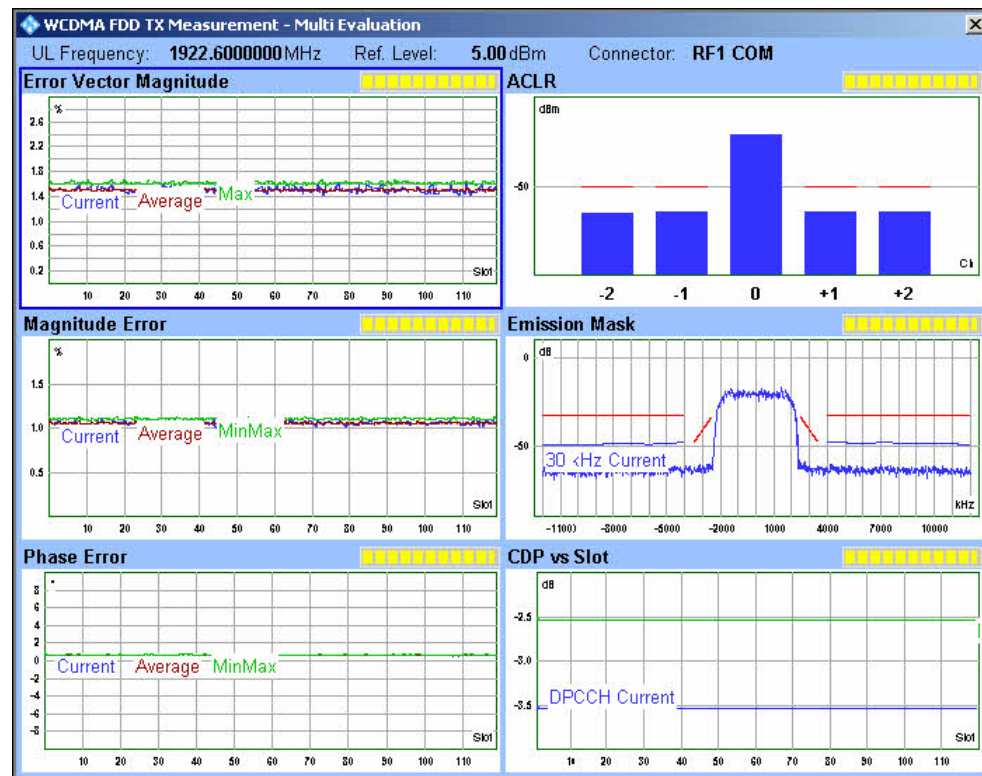 WCDMA FDD TX Measurement - Multi Evaluation
UL Frequency: 1922.6000000 MHz Ref. Level: 5.00 dBm Connector: RF1 COM
Error Vector Magnitude
%
2.6
2.2
1.8
1.4
1.0
0.6
0.2
Current Average Max
Slot
10 20 30 40 50 60 70 80 90 100 110
ACLR
dBm
-50
Ch
-2 -1 0 +1 +2
Magnitude Error
%
1.5
1.0
0.5
Current Average MinMax
Slot
10 20 30 40 50 60 70 80 90 100 110
Emission Mask
dB
0
-50
30 kHz Current
kHz
-11000 -8000 -5000 -2000 1000 4000 7000 10000
Phase Error
°
8
6
4
2
0
-2
-4
-6
-8
Current Average MinMax
Slot
10 20 30 40 50 60 70 80 90 100 110
CDP vs Slot
dB
-2.5
-3.0
-3.5
DPCCH Current
Slot
10 20 30 40 50 60 70 80 90 100 110